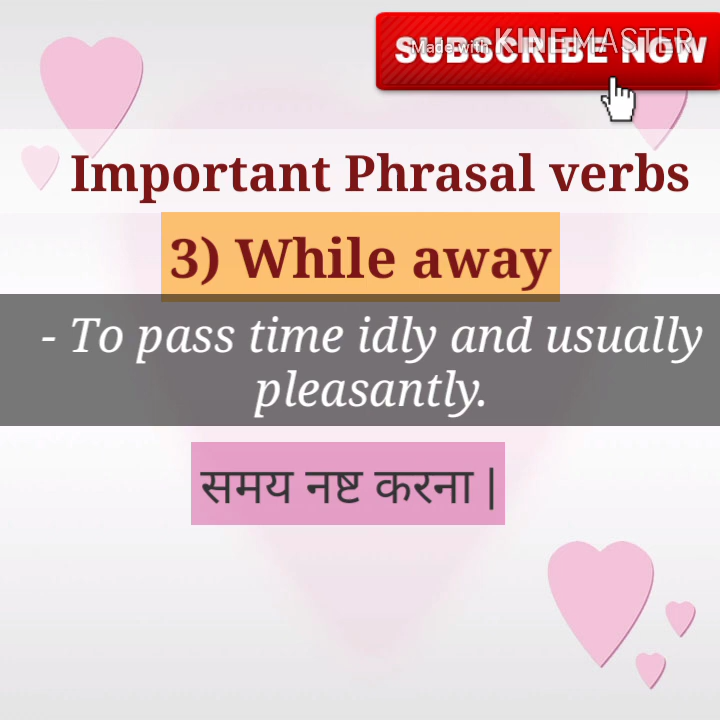 Made with KINEMASTER
SUBSCRIBE NOW
Important Phrasal verbs
3) While away
- To pass time idly and usually
pleasantly.
समय नष्ट करना |